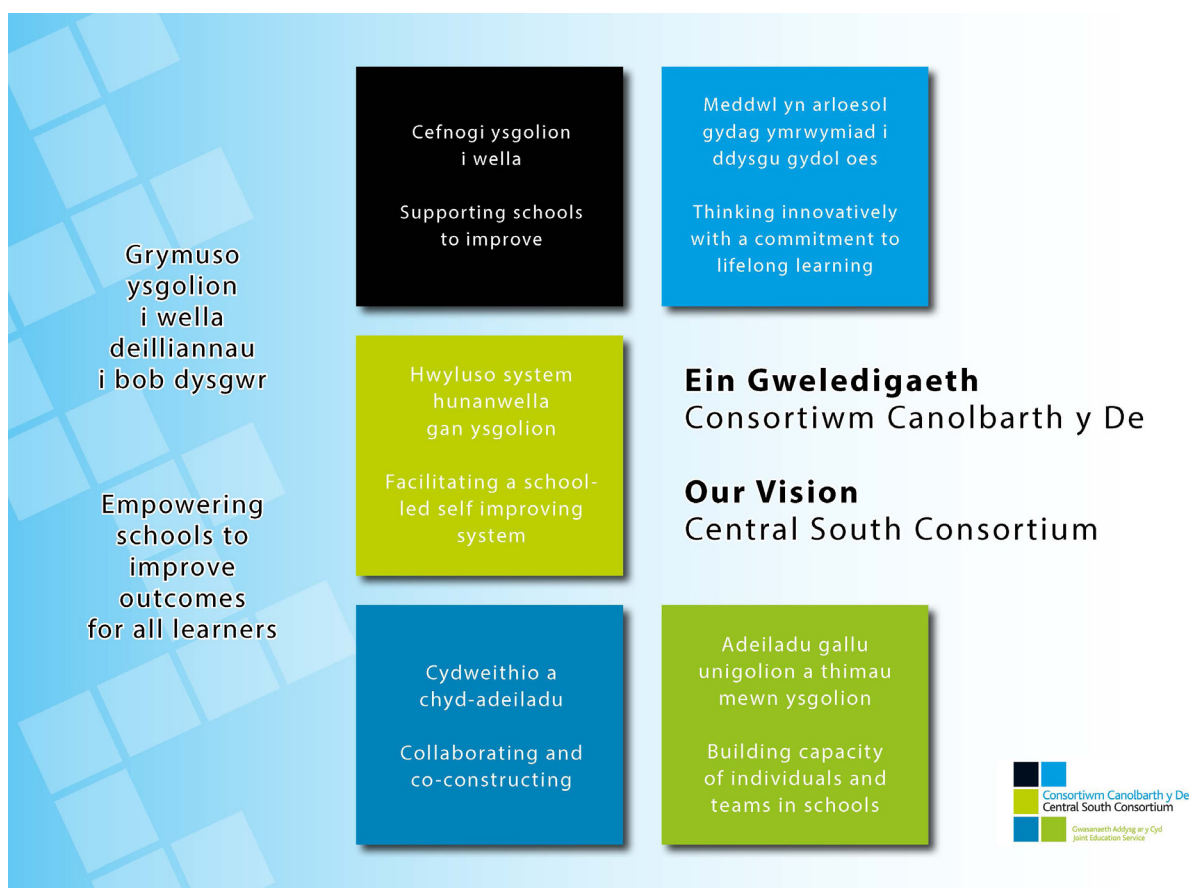 Grymuso
ysgolion
i wella
deilliannau
i bob dysgwr
Empowering
schools to
improve
outcomes
for all learners
Cefnogi ysgolion
i wella
Supporting schools
to improve
Meddwl yn arloesol
gydag ymrwymiad i
ddysgu gydol oes
Thinking innovatively
with a commitment to
lifelong learning
Hwyluso system
hunanwella
gan ysgolion
Facilitating a school-
led self improving
system
Ein Gweledigaeth
Consortiwm Canolbarth y De
Our Vision
Central South Consortium
Cydweithio a
chyd-adeiladu
Collaborating and
co-constructing
Adeiladu gallu
unigolion a thimau
mewn ysgolion
Building capacity
of individuals and
teams in schools
Consortiwm Canolbarth y De
Central South Consortium
Gwasanaeth Addysg ar y Cyd
Joint Education Service